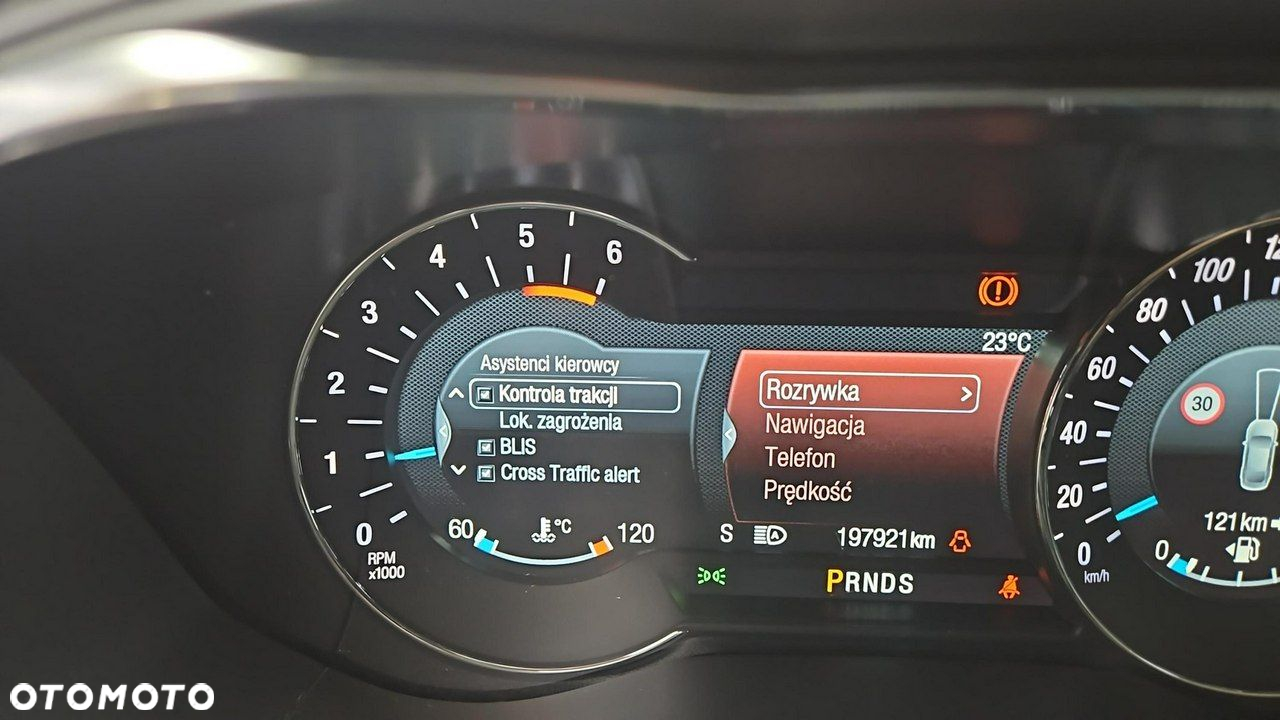 0
1
2
3
4
5
6
RPM
x1000
Asystenci kierowcy
Kontrola trakcji
Lok. zagrożenia
BLIS
Cross Traffic alert
60
°C
120
23°C
Rozrywka >
Nawigacja
Telefon
Prędkość
S
A
197921km
PRNDS
0
20
40
60
80
100
km/h
30
121km
0
OTOMOTO